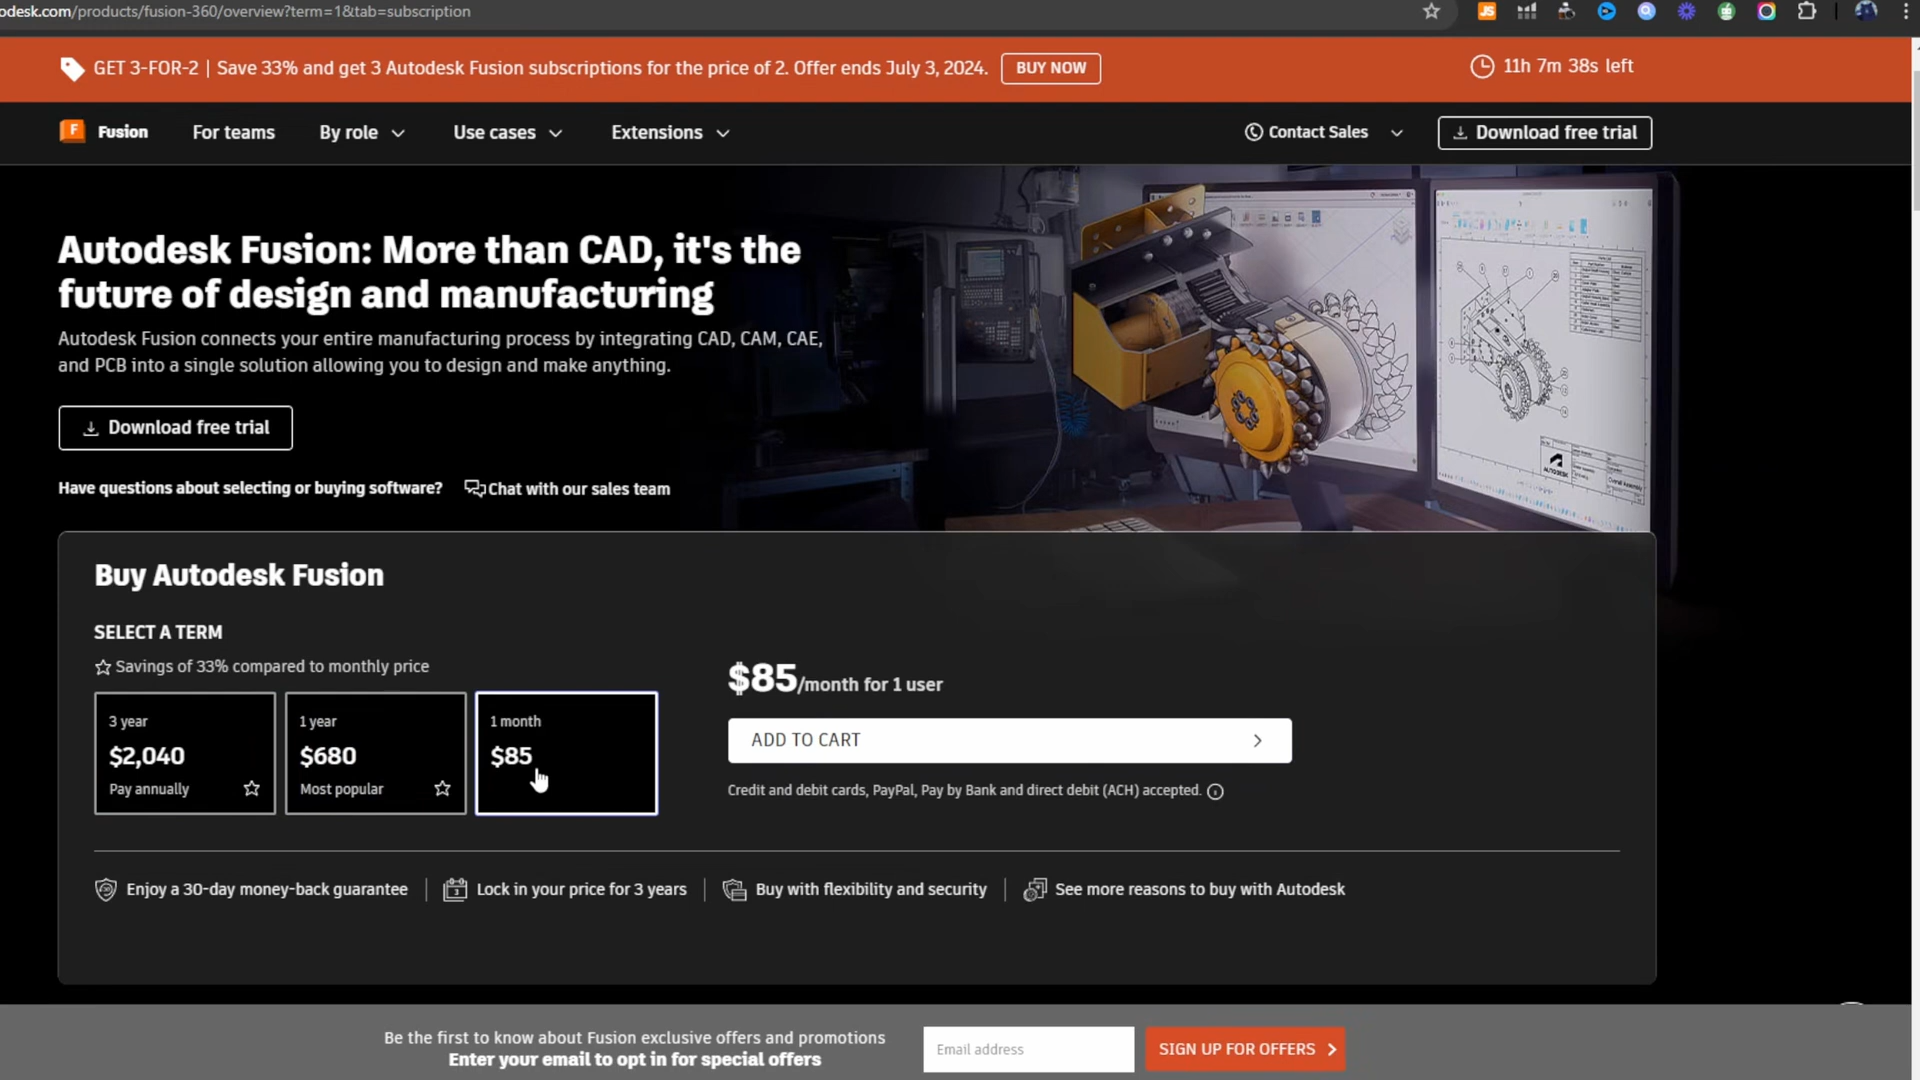 odesk.com/products/fusion-360/overview?term=1&tab=subscription
GET 3-FOR-2 | Save 33% and get 3 Autodesk Fusion subscriptions for the price of 2. Offer ends July 3, 2024. BUY NOW 11h 7m 38s left
F Fusion For teams By role Use cases Extensions Contact Sales Download free trial
Autodesk Fusion: More than CAD, it's the
future of design and manufacturing
Autodesk Fusion connects your entire manufacturing process by integrating CAD, CAM, CAE,
and PCB into a single solution allowing you to design and make anything.
Download free trial
Have questions about selecting or buying software? Chat with our sales team
AUTODESK
Buy Autodesk Fusion
SELECT A TERM
Savings of 33% compared to monthly price
3 year
$2,040
Pay annually
1 year
$680
Most popular
1 month
$85
$85/month for 1 user
ADD TO CART
Credit and debit cards, PayPal, Pay by Bank and direct debit (ACH) accepted.
Enjoy a 30-day money-back guarantee | Lock in your price for 3 years | Buy with flexibility and security | See more reasons to buy with Autodesk
Be the first to know about Fusion exclusive offers and promotions
Enter your email to opt in for special offers
Email address
SIGN UP FOR OFFERS